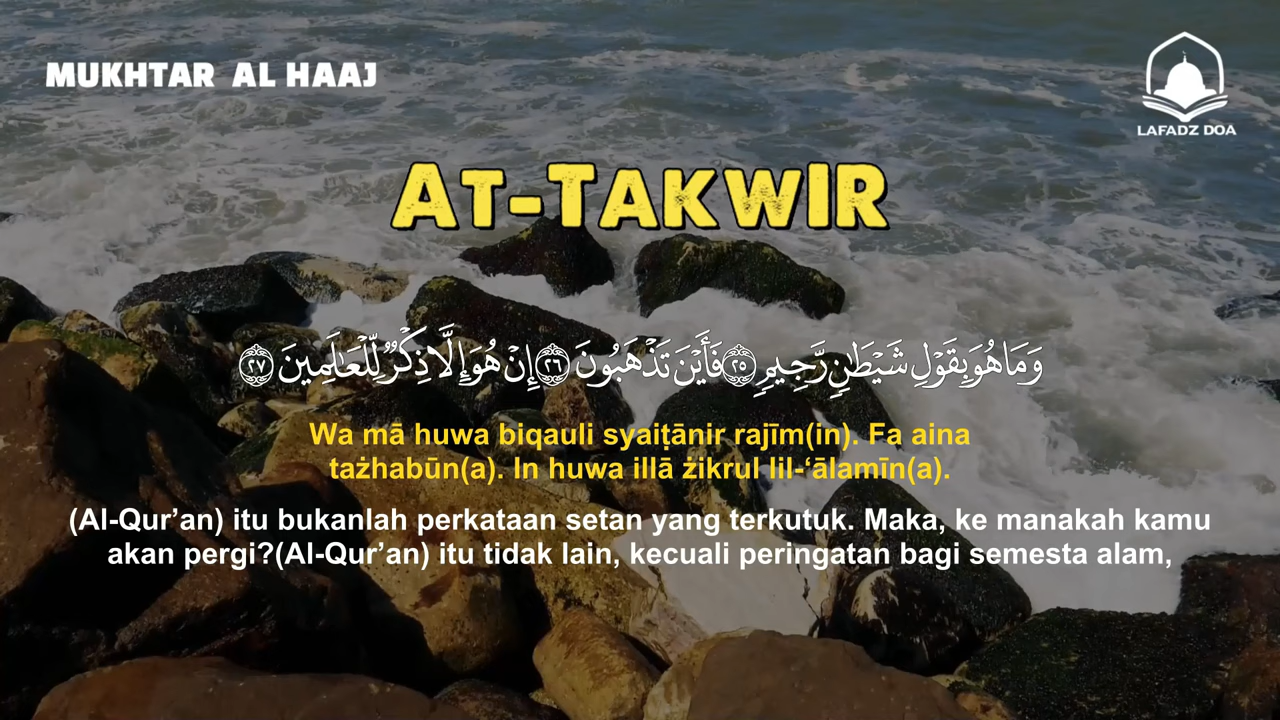 MUKHTAR AL HAAJ
LAFADZ DOA
AT-TAKWIR
وَمَا هُوَ بِقَوْلِ شَيْطَٰنٍ رَّجِيمٍ ٢٥ فَأَيْنَ تَذْهَبُونَ ٢٦ إِنْ هُوَ إِلَّا ذِكْرٌ لِّلْعَٰلَمِينَ ٢٧
Wa mā huwa biqauli syaiṭānir rajīm(in). Fa aina
tażhabūn(a). In huwa illā żikrul lil-‘ālamīn(a).
(Al-Qur’an) itu bukanlah perkataan setan yang terkutuk. Maka, ke manakah kamu
akan pergi?(Al-Qur’an) itu tidak lain, kecuali peringatan bagi semesta alam,